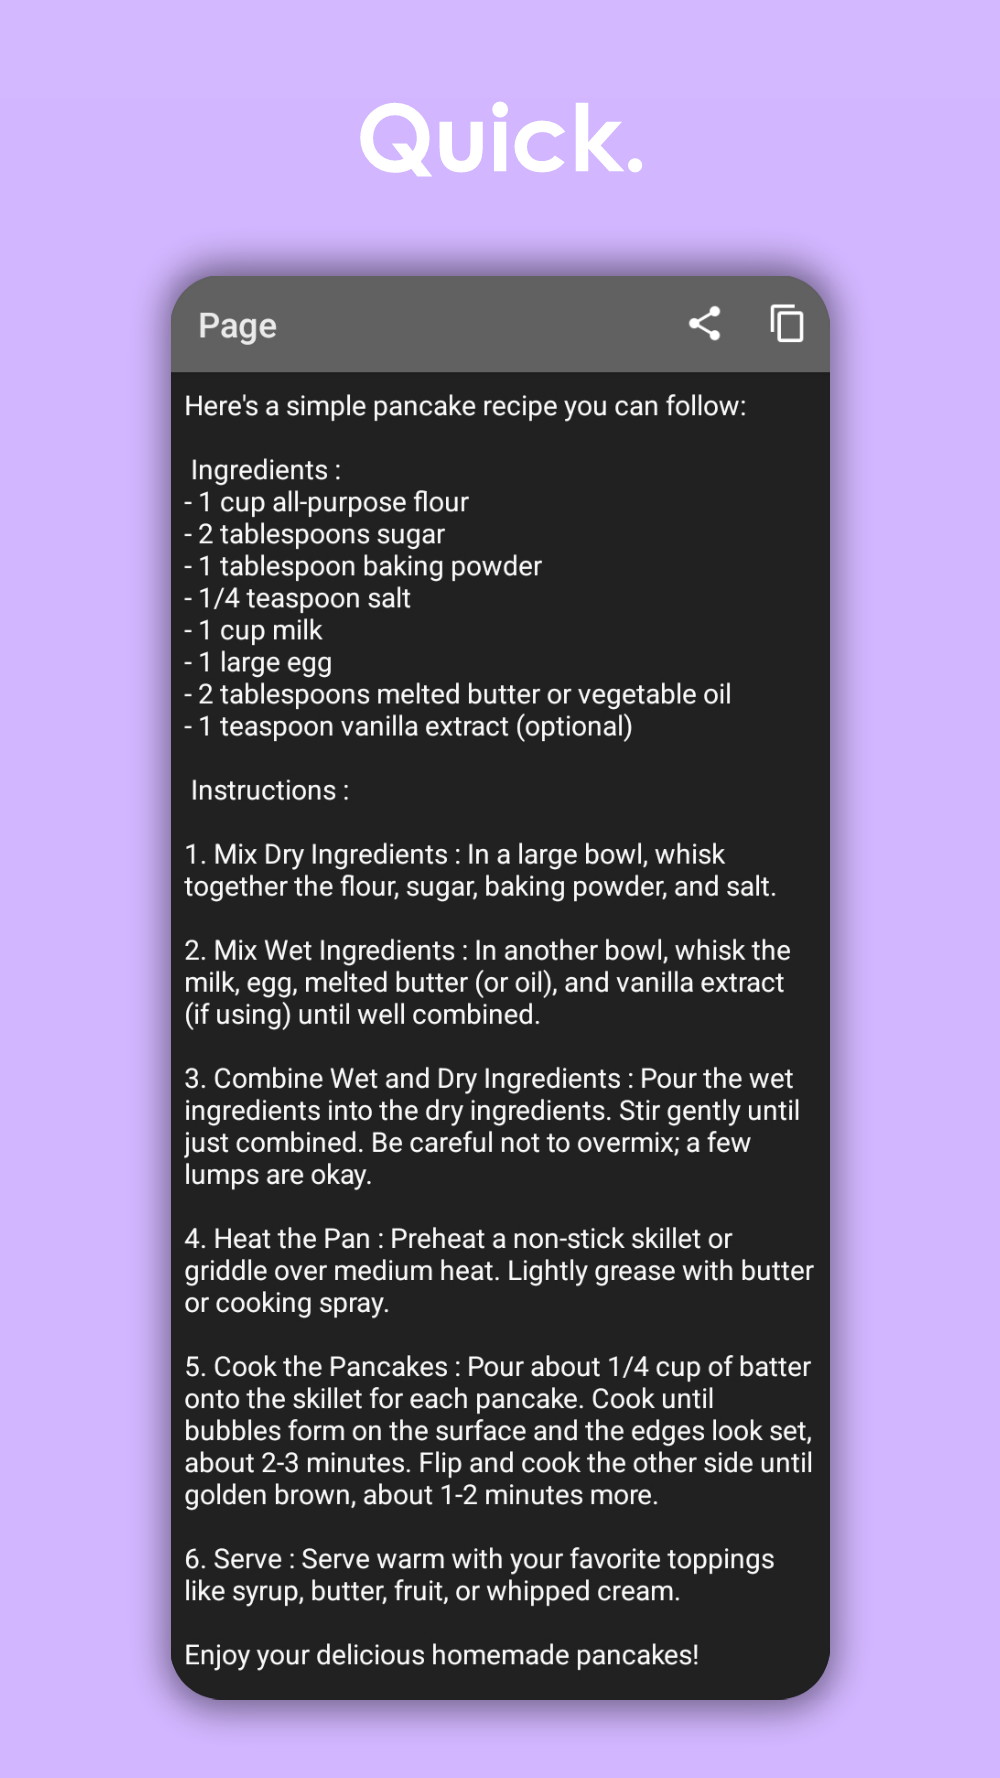 Quick.
Page
Here's a simple pancake recipe you can follow:
Ingredients :
- 1 cup all-purpose flour
- 2 tablespoons sugar
- 1 tablespoon baking powder
- 1/4 teaspoon salt
- 1 cup milk
- 1 large egg
- 2 tablespoons melted butter or vegetable oil
- 1 teaspoon vanilla extract (optional)
Instructions :
1. Mix Dry Ingredients : In a large bowl, whisk
together the flour, sugar, baking powder, and salt.
2. Mix Wet Ingredients : In another bowl, whisk the
milk, egg, melted butter (or oil), and vanilla extract
(if using) until well combined.
3. Combine Wet and Dry Ingredients : Pour the wet
ingredients into the dry ingredients. Stir gently until
just combined. Be careful not to overmix; a few
lumps are okay.
4. Heat the Pan : Preheat a non-stick skillet or
griddle over medium heat. Lightly grease with butter
or cooking spray.
5. Cook the Pancakes : Pour about 1/4 cup of batter
onto the skillet for each pancake. Cook until
bubbles form on the surface and the edges look set,
about 2-3 minutes. Flip and cook the other side until
golden brown, about 1-2 minutes more.
6. Serve : Serve warm with your favorite toppings
like syrup, butter, fruit, or whipped cream.
Enjoy your delicious homemade pancakes!